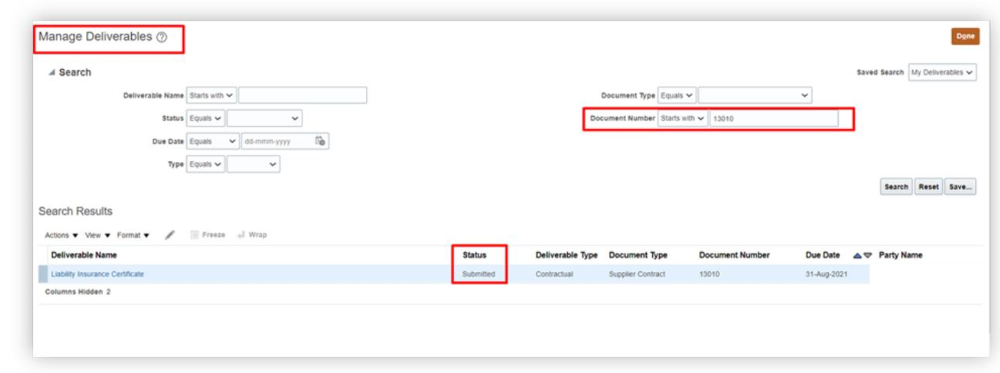 Manage Deliverables ?
Done
Search
Saved Search My Deliverables
Deliverable Name Starts with
Document Type Equals
Status Equals
Document Number Starts with 13010
Due Date Equals dd-mmm-yyyy
Type Equals
Search Reset Save...
Search Results
Actions View Format Freeze Wrap
Deliverable Name Status Deliverable Type Document Type Document Number Due Date Party Name
Liability Insurance Certificate Submitted Contractual Supplier Contract 13010 31-Aug-2021
Columns Hidden 2